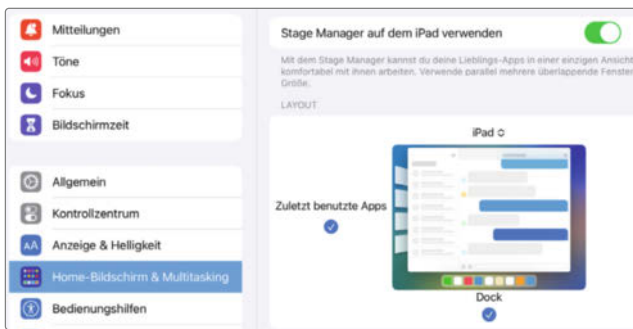 Mitteilungen
Töne
Fokus
Bildschirmzeit
Allgemein
Kontrollzentrum
AA Anzeige & Helligkeit
Home-Bildschirm & Multitasking
Bedienungshilfen
Stage Manager auf dem iPad verwenden
Mit dem Stage Manager kannst du deine Lieblings-Apps in einer einzigen Ansicht
komfortabel mit ihnen arbeiten. Verwende parallel mehrere überlappende Fenster
Größe.
LAYOUT
iPad
Zuletzt benutzte Apps
Dock